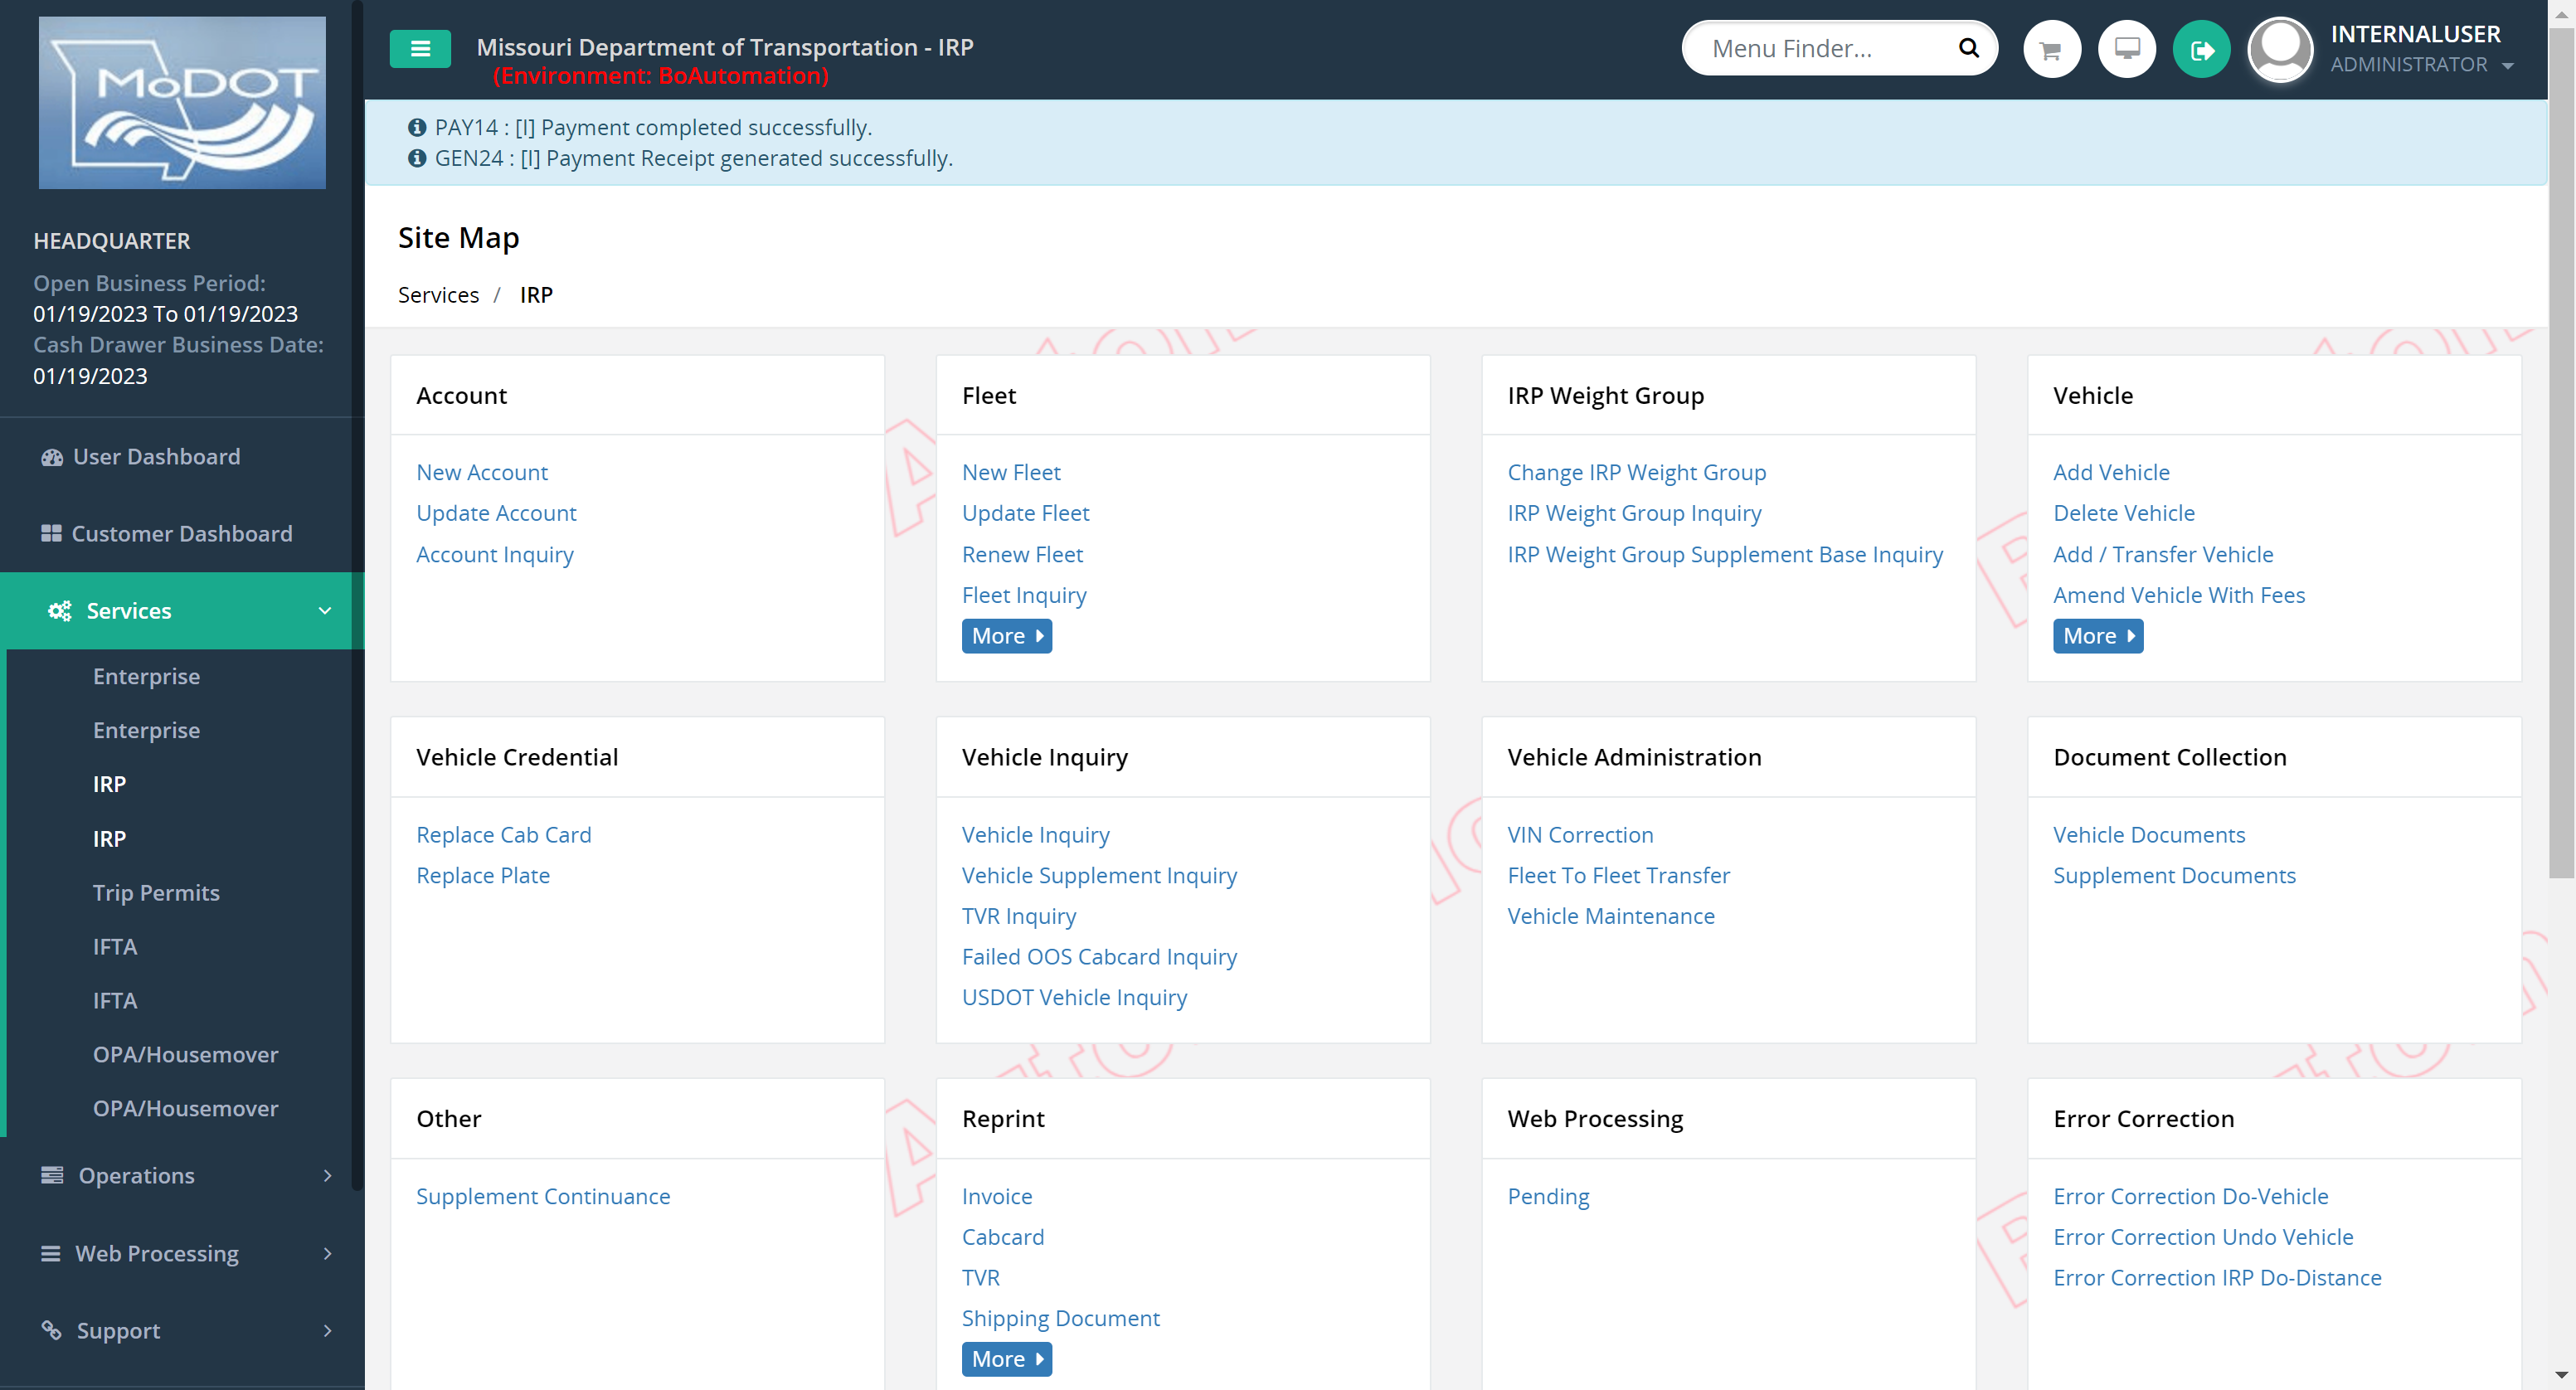 MoDOT
HEADQUARTER
Open Business Period:
01/19/2023 To 01/19/2023
Cash Drawer Business Date:
01/19/2023
User Dashboard
Customer Dashboard
Services
Enterprise
Enterprise
IRP
IRP
Trip Permits
IFTA
IFTA
OPA/Housemover
OPA/Housemover
Operations
Web Processing
Support
Missouri Department of Transportation - IRP
(Environment: BoAutomation)
Menu Finder...
INTERNALUSER
ADMINISTRATOR
PAY14 : [I] Payment completed successfully.
GEN24 : [I] Payment Receipt generated successfully.
Site Map
Services / IRP
Account
New Account
Update Account
Account Inquiry
Fleet
New Fleet
Update Fleet
Renew Fleet
Fleet Inquiry
More
IRP Weight Group
Change IRP Weight Group
IRP Weight Group Inquiry
IRP Weight Group Supplement Base Inquiry
Vehicle
Add Vehicle
Delete Vehicle
Add / Transfer Vehicle
Amend Vehicle With Fees
More
Vehicle Credential
Replace Cab Card
Replace Plate
Vehicle Inquiry
Vehicle Inquiry
Vehicle Supplement Inquiry
TVR Inquiry
Failed OOS Cabcard Inquiry
USDOT Vehicle Inquiry
Vehicle Administration
VIN Correction
Fleet To Fleet Transfer
Vehicle Maintenance
Document Collection
Vehicle Documents
Supplement Documents
Other
Supplement Continuance
Reprint
Invoice
Cabcard
TVR
Shipping Document
More
Web Processing
Pending
Error Correction
Error Correction Do-Vehicle
Error Correction Undo Vehicle
Error Correction IRP Do-Distance